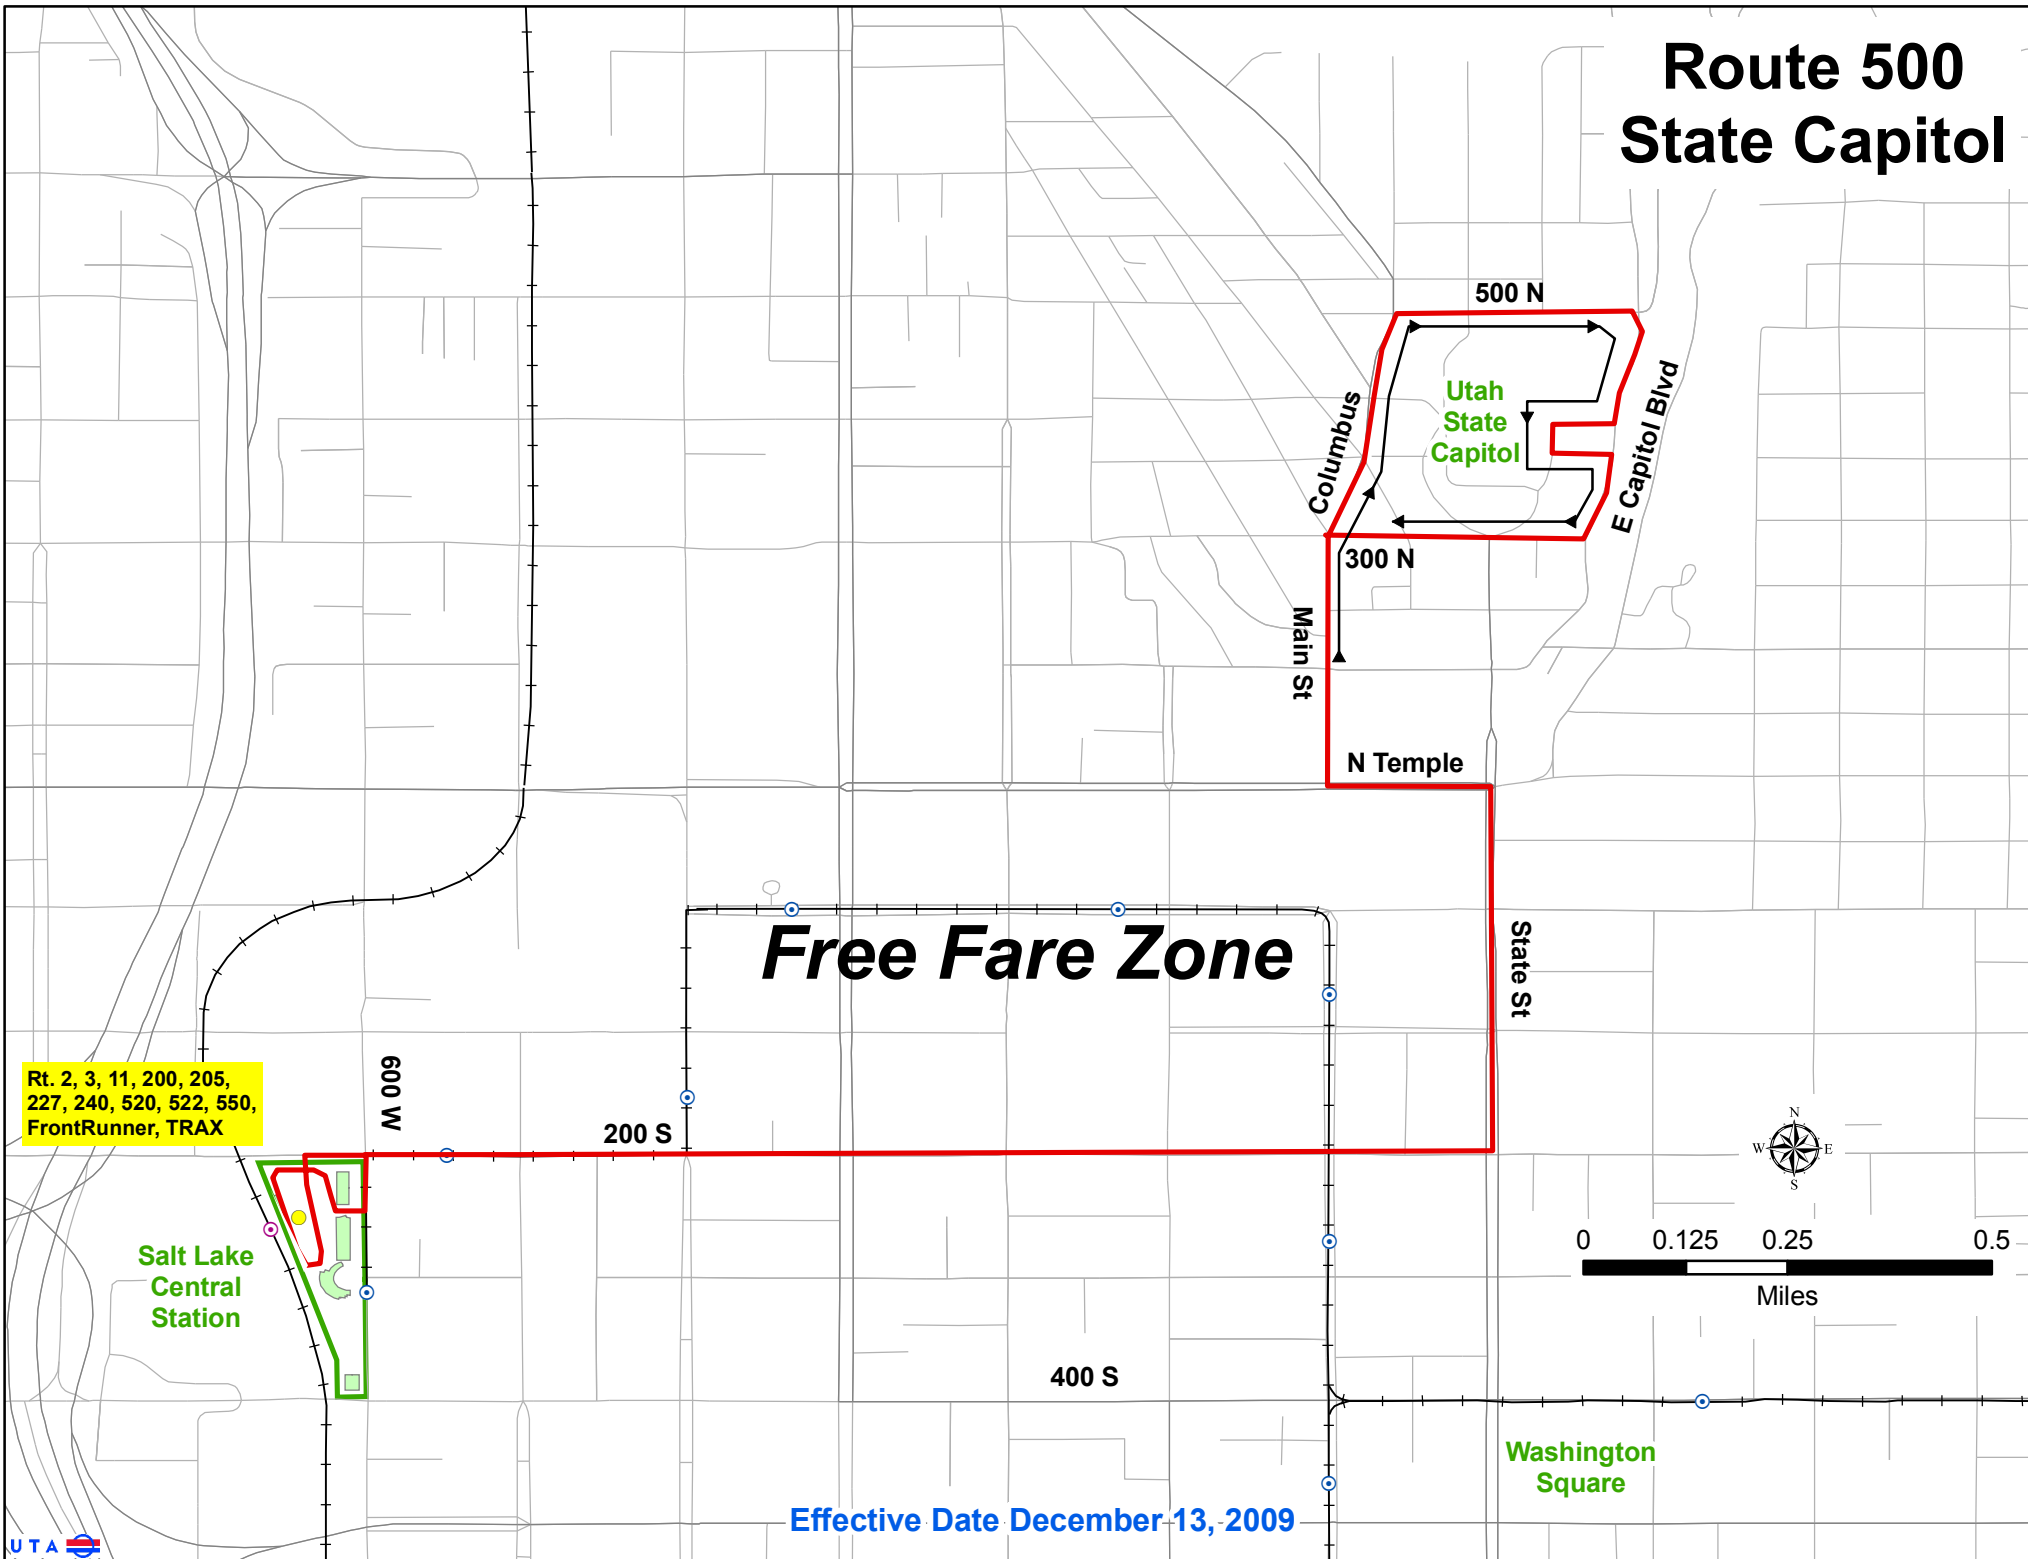 Route 500
State Capitol
500 N
Utah
State
Capitol
Columbus
E Capitol Blvd
300 N
Main St
N Temple
Free Fare Zone
State St
Rt. 2, 3, 11, 200, 205,
227, 240, 520, 522, 550,
FrontRunner, TRAX
600 W
200 S
N
W
E
S
Salt Lake
Central
Station
0 0.125 0.25 0.5
Miles
400 S
Washington
Square
Effective Date December 13, 2009
UTA